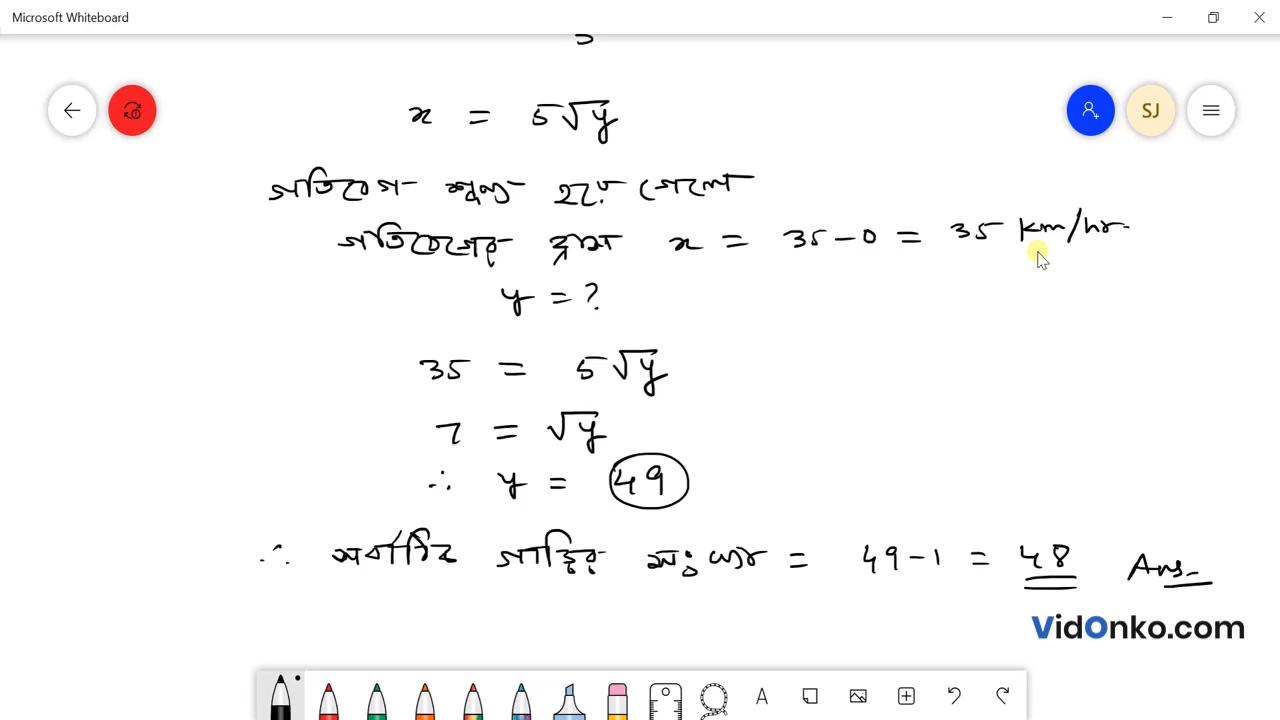 Microsoft Whiteboard
SJ
x = 5√y
গতিবেগ শূন্য হয়ে গেলে
গতিবেগের হ্রাস x = 35 - 0 = 35 km/hr
y = ?
35 = 5√y
7 = √y
∴ y = 49
∴ সর্বাধিক গাড়ির সংখ্যা = 49 - 1 = 48 Ans
VidOnko.com
A